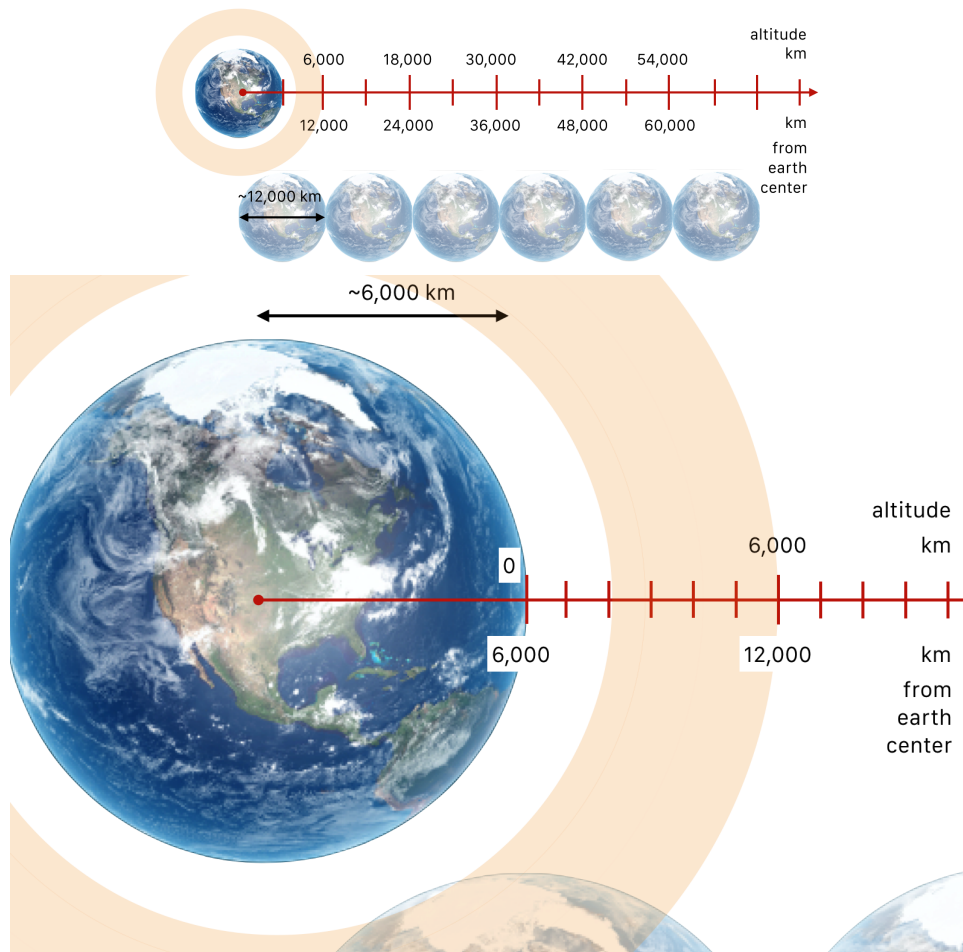 altitude
km
6,000 18,000 30,000 42,000 54,000
12,000 24,000 36,000 48,000 60,000
km
from
earth
center
~12,000 km
~6,000 km
altitude
km
6,000
0
6,000
12,000
km
from
earth
center